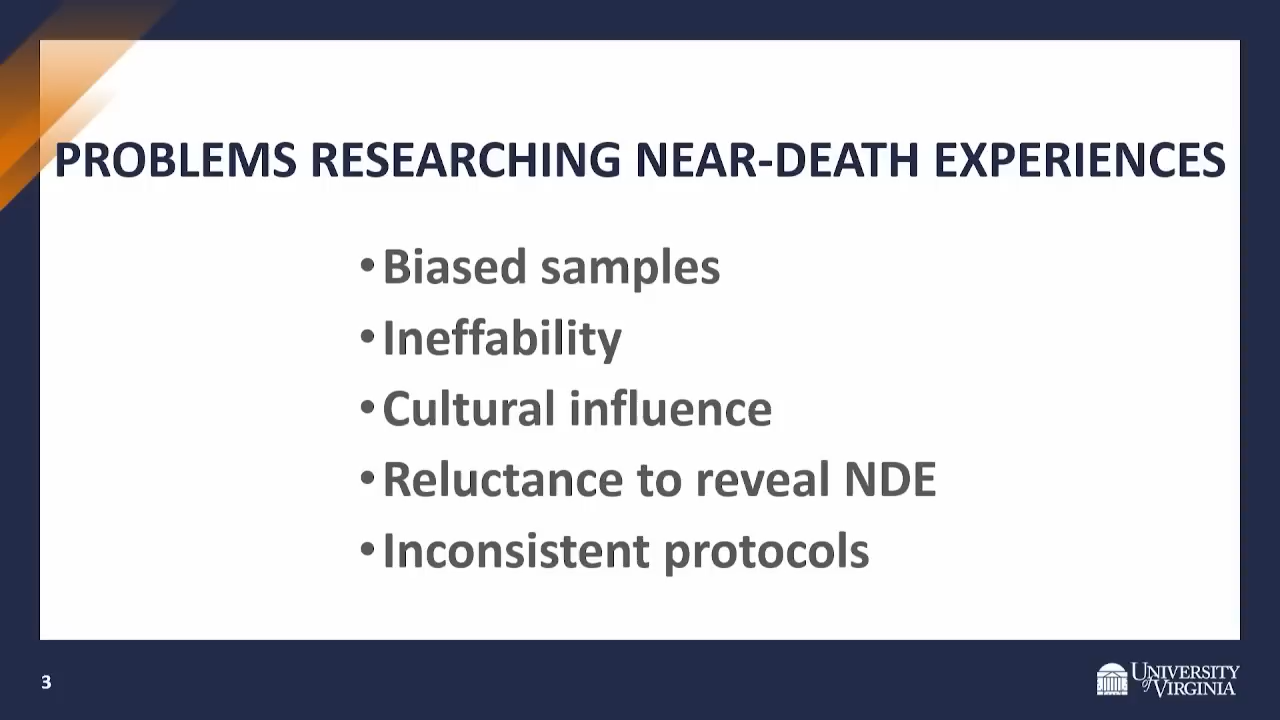 PROBLEMS RESEARCHING NEAR-DEATH EXPERIENCES
•Biased samples
•Ineffability
•Cultural influence
•Reluctance to reveal NDE
•Inconsistent protocols
3
UNIVERSITY
of VIRGINIA